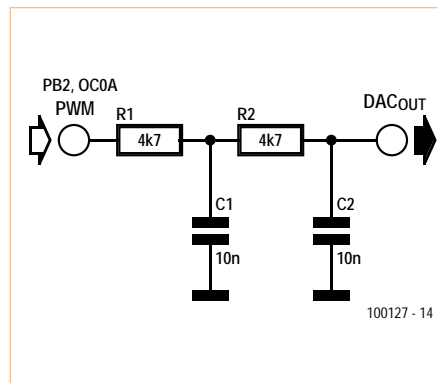 PB2, OC0A
PWM
R1
4k7
R2
4k7
DACOUT
C1
10n
C2
10n
100127 - 14